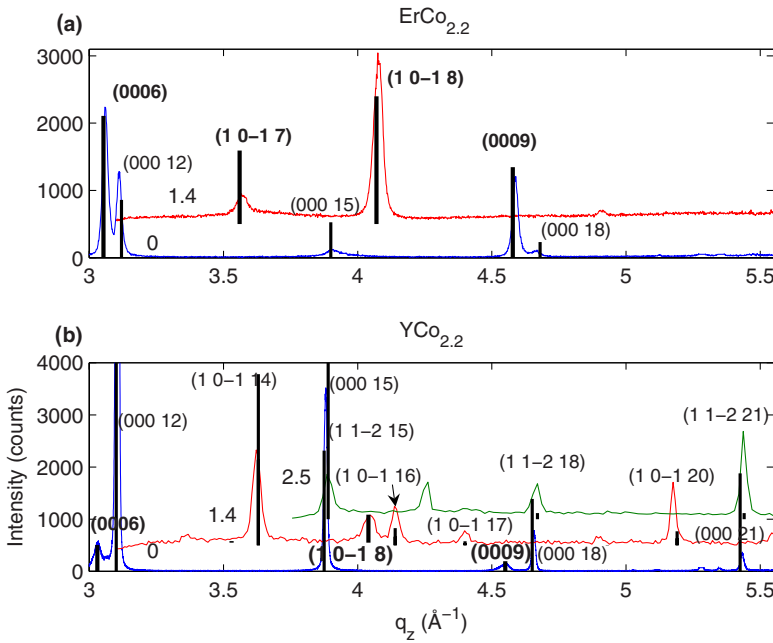 (a)
ErCo2.2
3000
2000
1000
0
(0006)
(000 12)
(1 0−1 7)
(1 0−1 8)
(0009)
1.4
(000 15)
0
(000 18)
3
3.5
4
4.5
5
5.5
(b)
YCo2.2
Intensity (counts)
4000
3000
2000
1000
0
(1 0−1 14)
(000 15)
(000 12)
(1 1−2 15)
(1 1−2 21)
2.5
(1 0−1 16)
(1 1−2 18)
(1 0−1 20)
1.4
(1 0−1 17)
(0006)
0
(1 0−1 8)
(0009)
(000 18)
(000 21)
3
3.5
4
4.5
5
5.5
qz (Å−1)